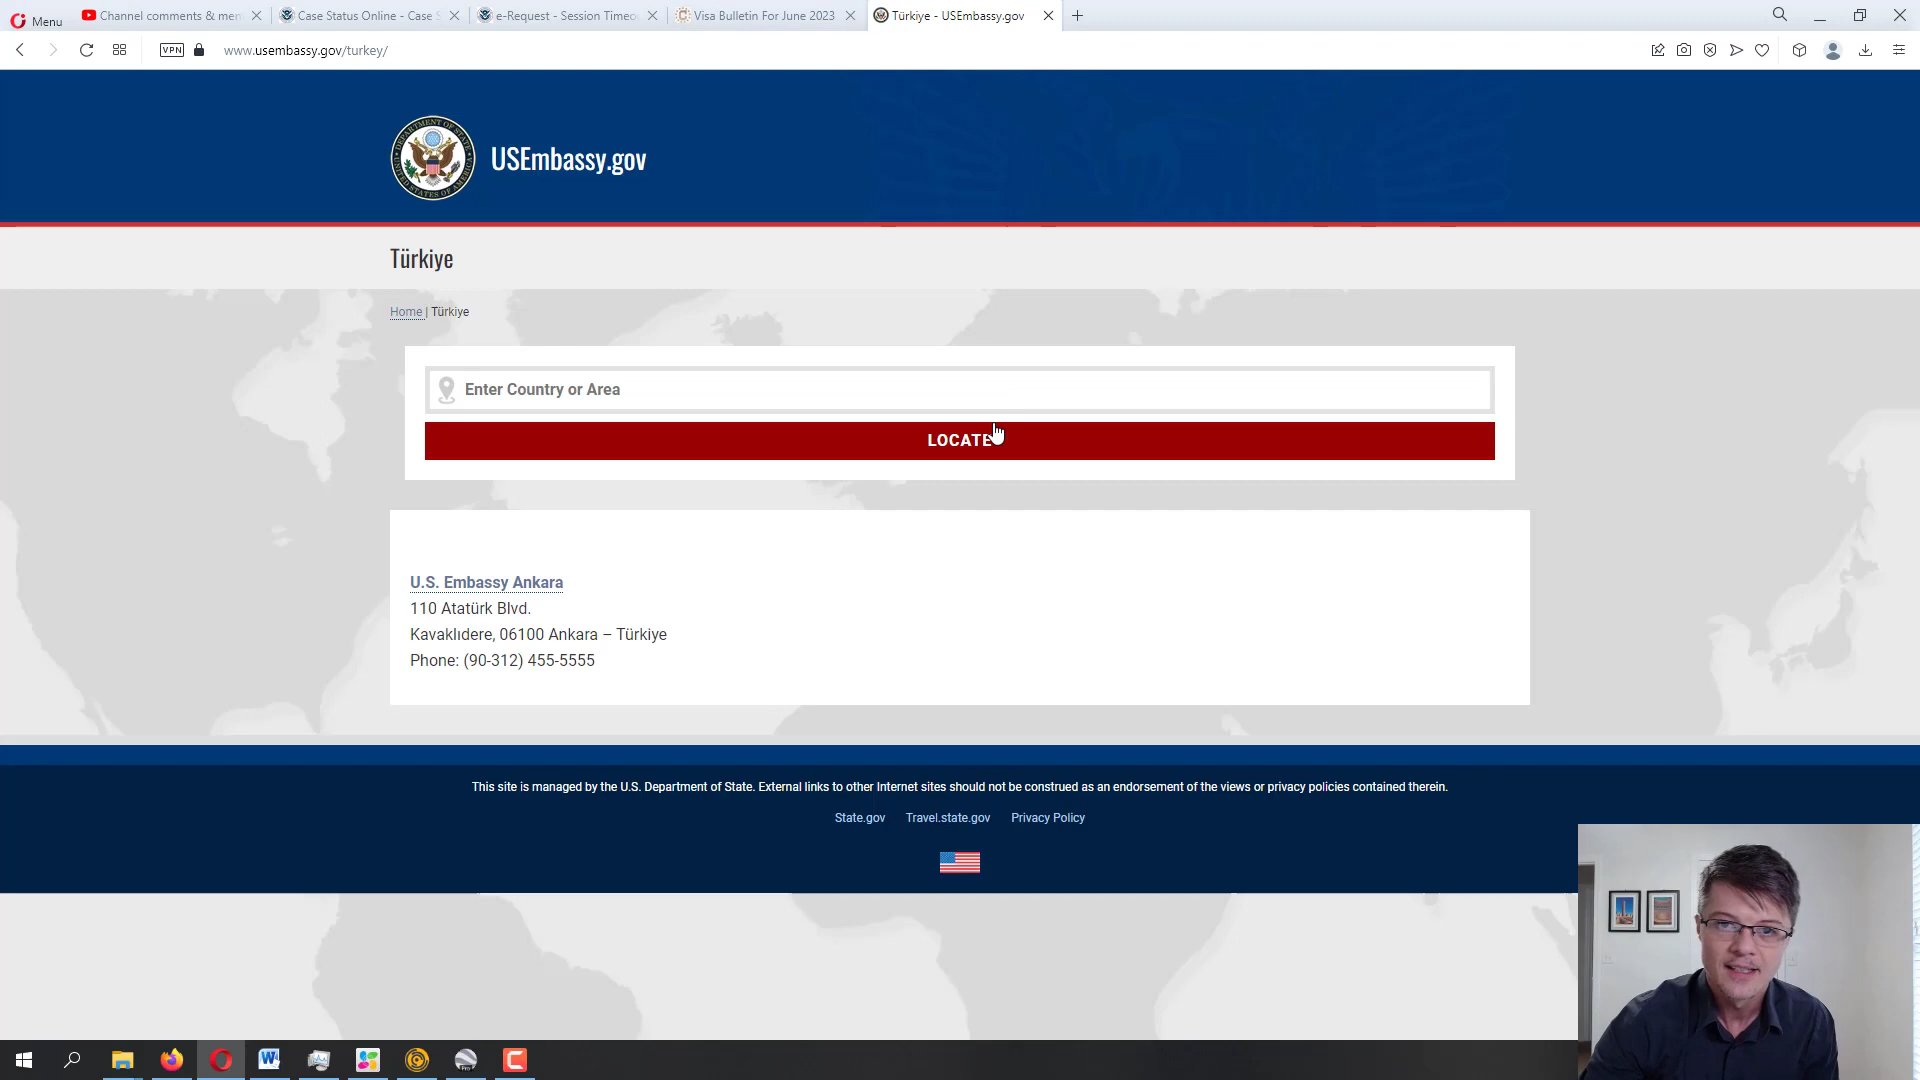 Menu
Channel comments & men
Case Status Online - Case S
e-Request - Session Timeo
Visa Bulletin For June 2023
Türkiye - USEmbassy.gov
VPN
www.usembassy.gov/turkey/
USEmbassy.gov
Türkiye
Home | Türkiye
Enter Country or Area
LOCATE
U.S. Embassy Ankara
110 Atatürk Blvd.
Kavaklıdere, 06100 Ankara – Türkiye
Phone: (90-312) 455-5555
This site is managed by the U.S. Department of State. External links to other Internet sites should not be construed as an endorsement of the views or privacy policies contained therein.
State.gov Travel.state.gov Privacy Policy